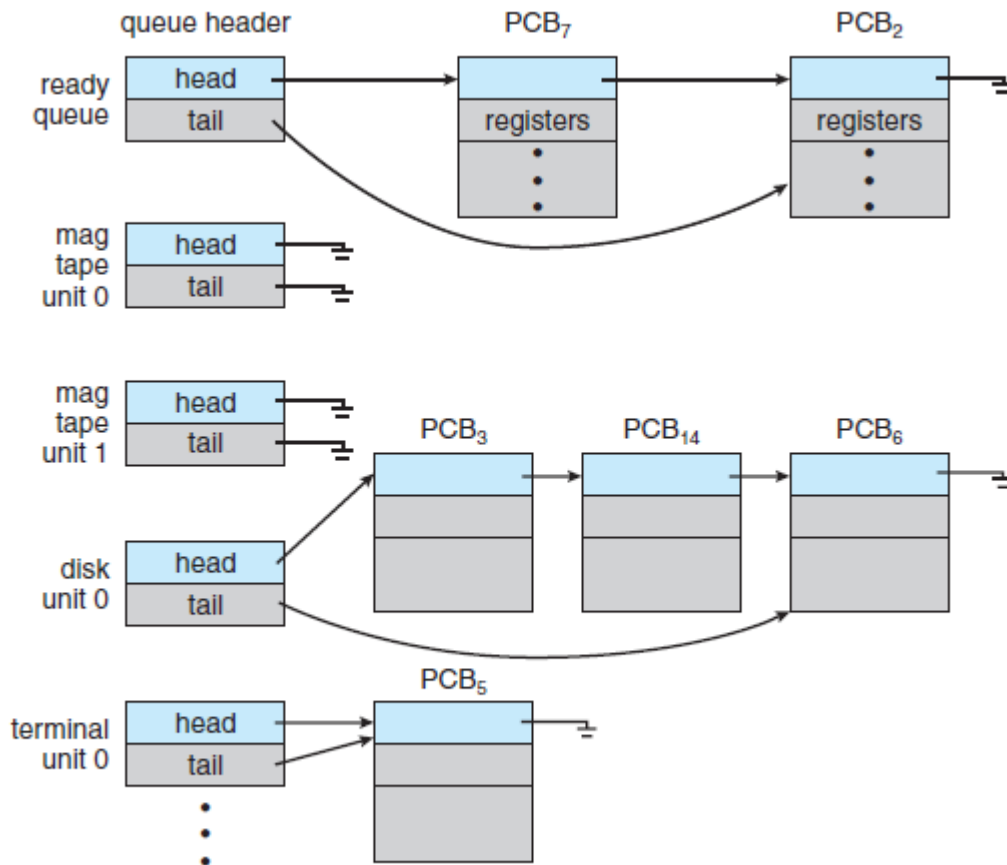 queue header
PCB₇
PCB₂
ready
queue
head
tail
registers
registers
mag
tape
unit 0
head
tail
mag
tape
unit 1
head
tail
PCB₃
PCB₁₄
PCB₆
disk
unit 0
head
tail
PCB₅
terminal
unit 0
head
tail